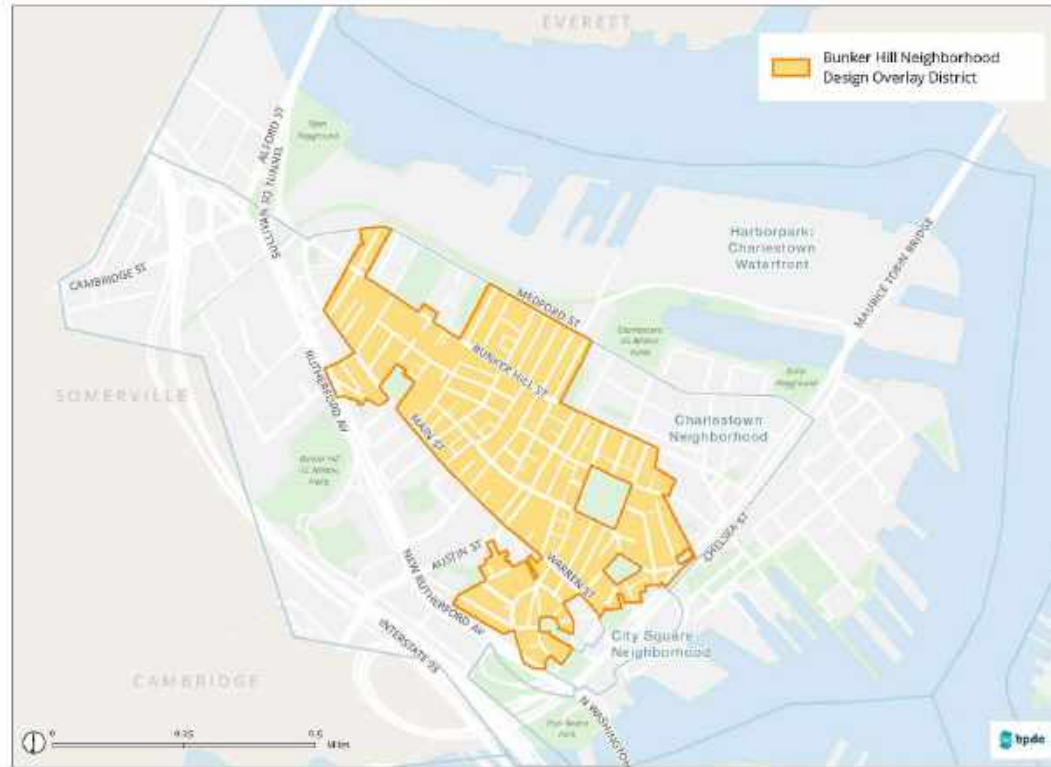 EVERETT
Bunker Hill Neighborhood
Design Overlay District
ALFORD ST
SULLIVAN SQ TUNNEL
CAMBRIDGE ST
Harborpark:
Charlestown
Waterfront
MAURICE TOBIN BRIDGE
MEDFORD ST
BUNKER HILL ST
RUTHERFORD AV
SOMERVILLE
MAIN ST
Charlestown
Neighborhood
CHELSEA ST
AUSTIN ST
WARREN ST
NEW RUTHERFORD AV
INTERSTATE
City Square
Neighborhood
CAMBRIDGE
N WASHINGTON
0 0.25 0.5
Miles
bpda